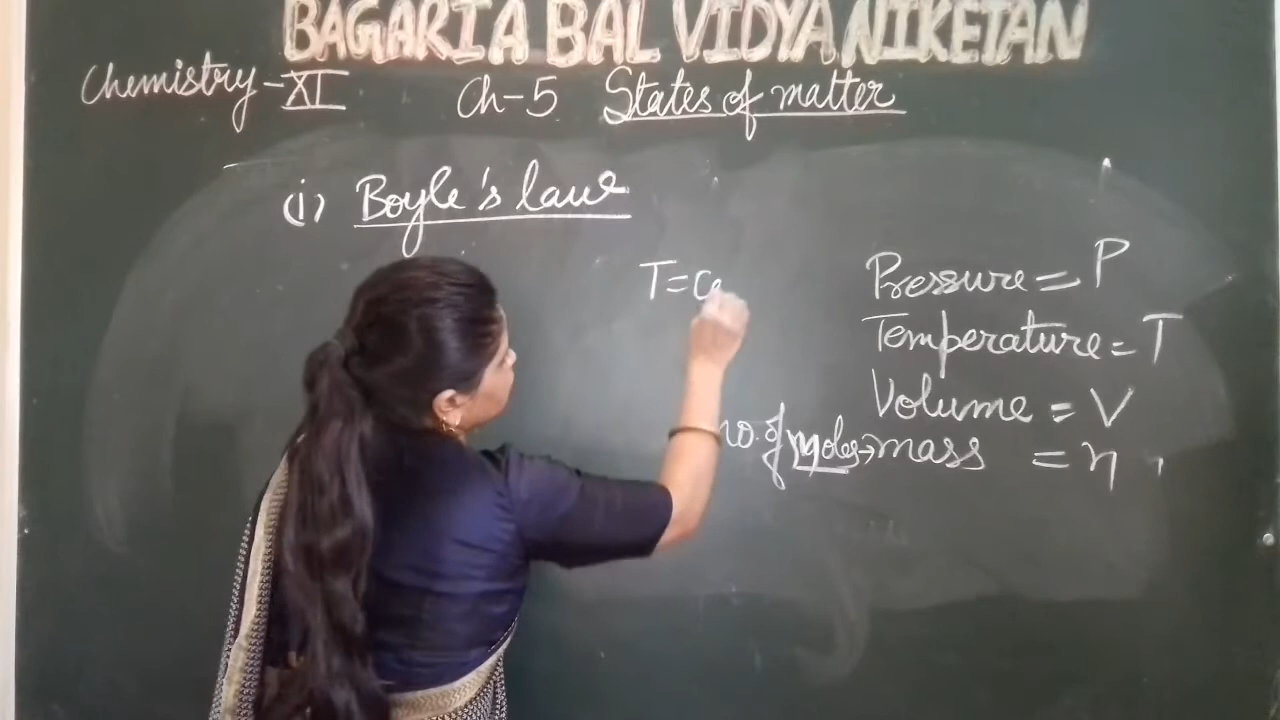 BAGARIA BAL VIDYA NIKETAN
Chemistry-XI Ch-5 States of matter
(i) Boyle's law
T=Co
Pressure = P
Temperature = T
Volume = V
no. of moles→mass = n